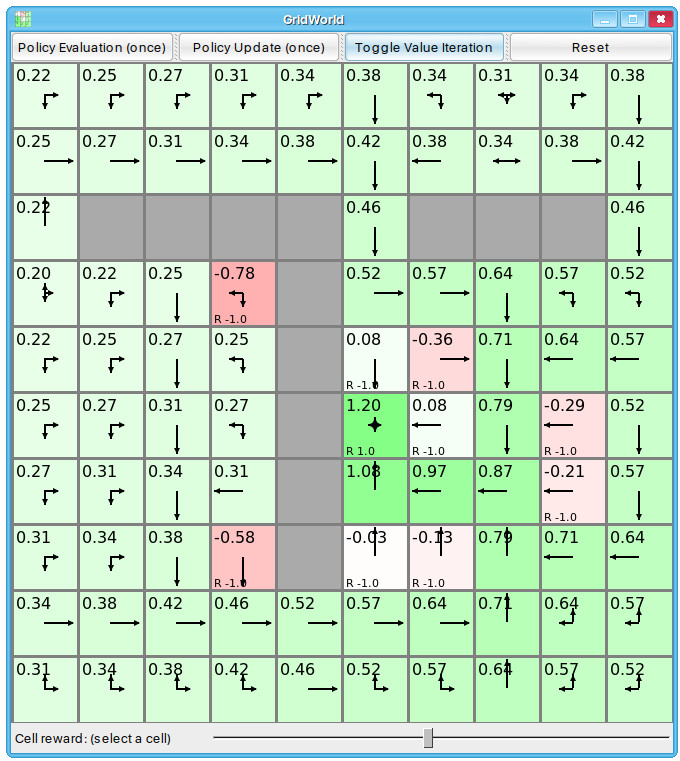 GridWorld
Policy Evaluation (once) Policy Update (once) Toggle Value Iteration Reset
0.22 0.25 0.27 0.31 0.34 0.38 0.34 0.31 0.34 0.38
0.25 0.27 0.31 0.34 0.38 0.42 0.38 0.34 0.38 0.42
0.22 0.46 0.46
0.20 0.22 0.25 -0.78 0.52 0.57 0.64 0.57 0.52
R -1.0
0.22 0.25 0.27 0.25 0.08 -0.36 0.71 0.64 0.57
R -1.0 R -1.0
0.25 0.27 0.31 0.27 1.20 0.08 0.79 -0.29 0.52
R 1.0 R -1.0 R -1.0
0.27 0.31 0.34 0.31 1.08 0.97 0.87 -0.21 0.57
R -1.0
0.31 0.34 0.38 -0.58 -0.03 -0.13 0.79 0.71 0.64
R -1.0 R -1.0 R -1.0
0.34 0.38 0.42 0.46 0.52 0.57 0.64 0.71 0.64 0.57
0.31 0.34 0.38 0.42 0.46 0.52 0.57 0.64 0.57 0.52
Cell reward: (select a cell)